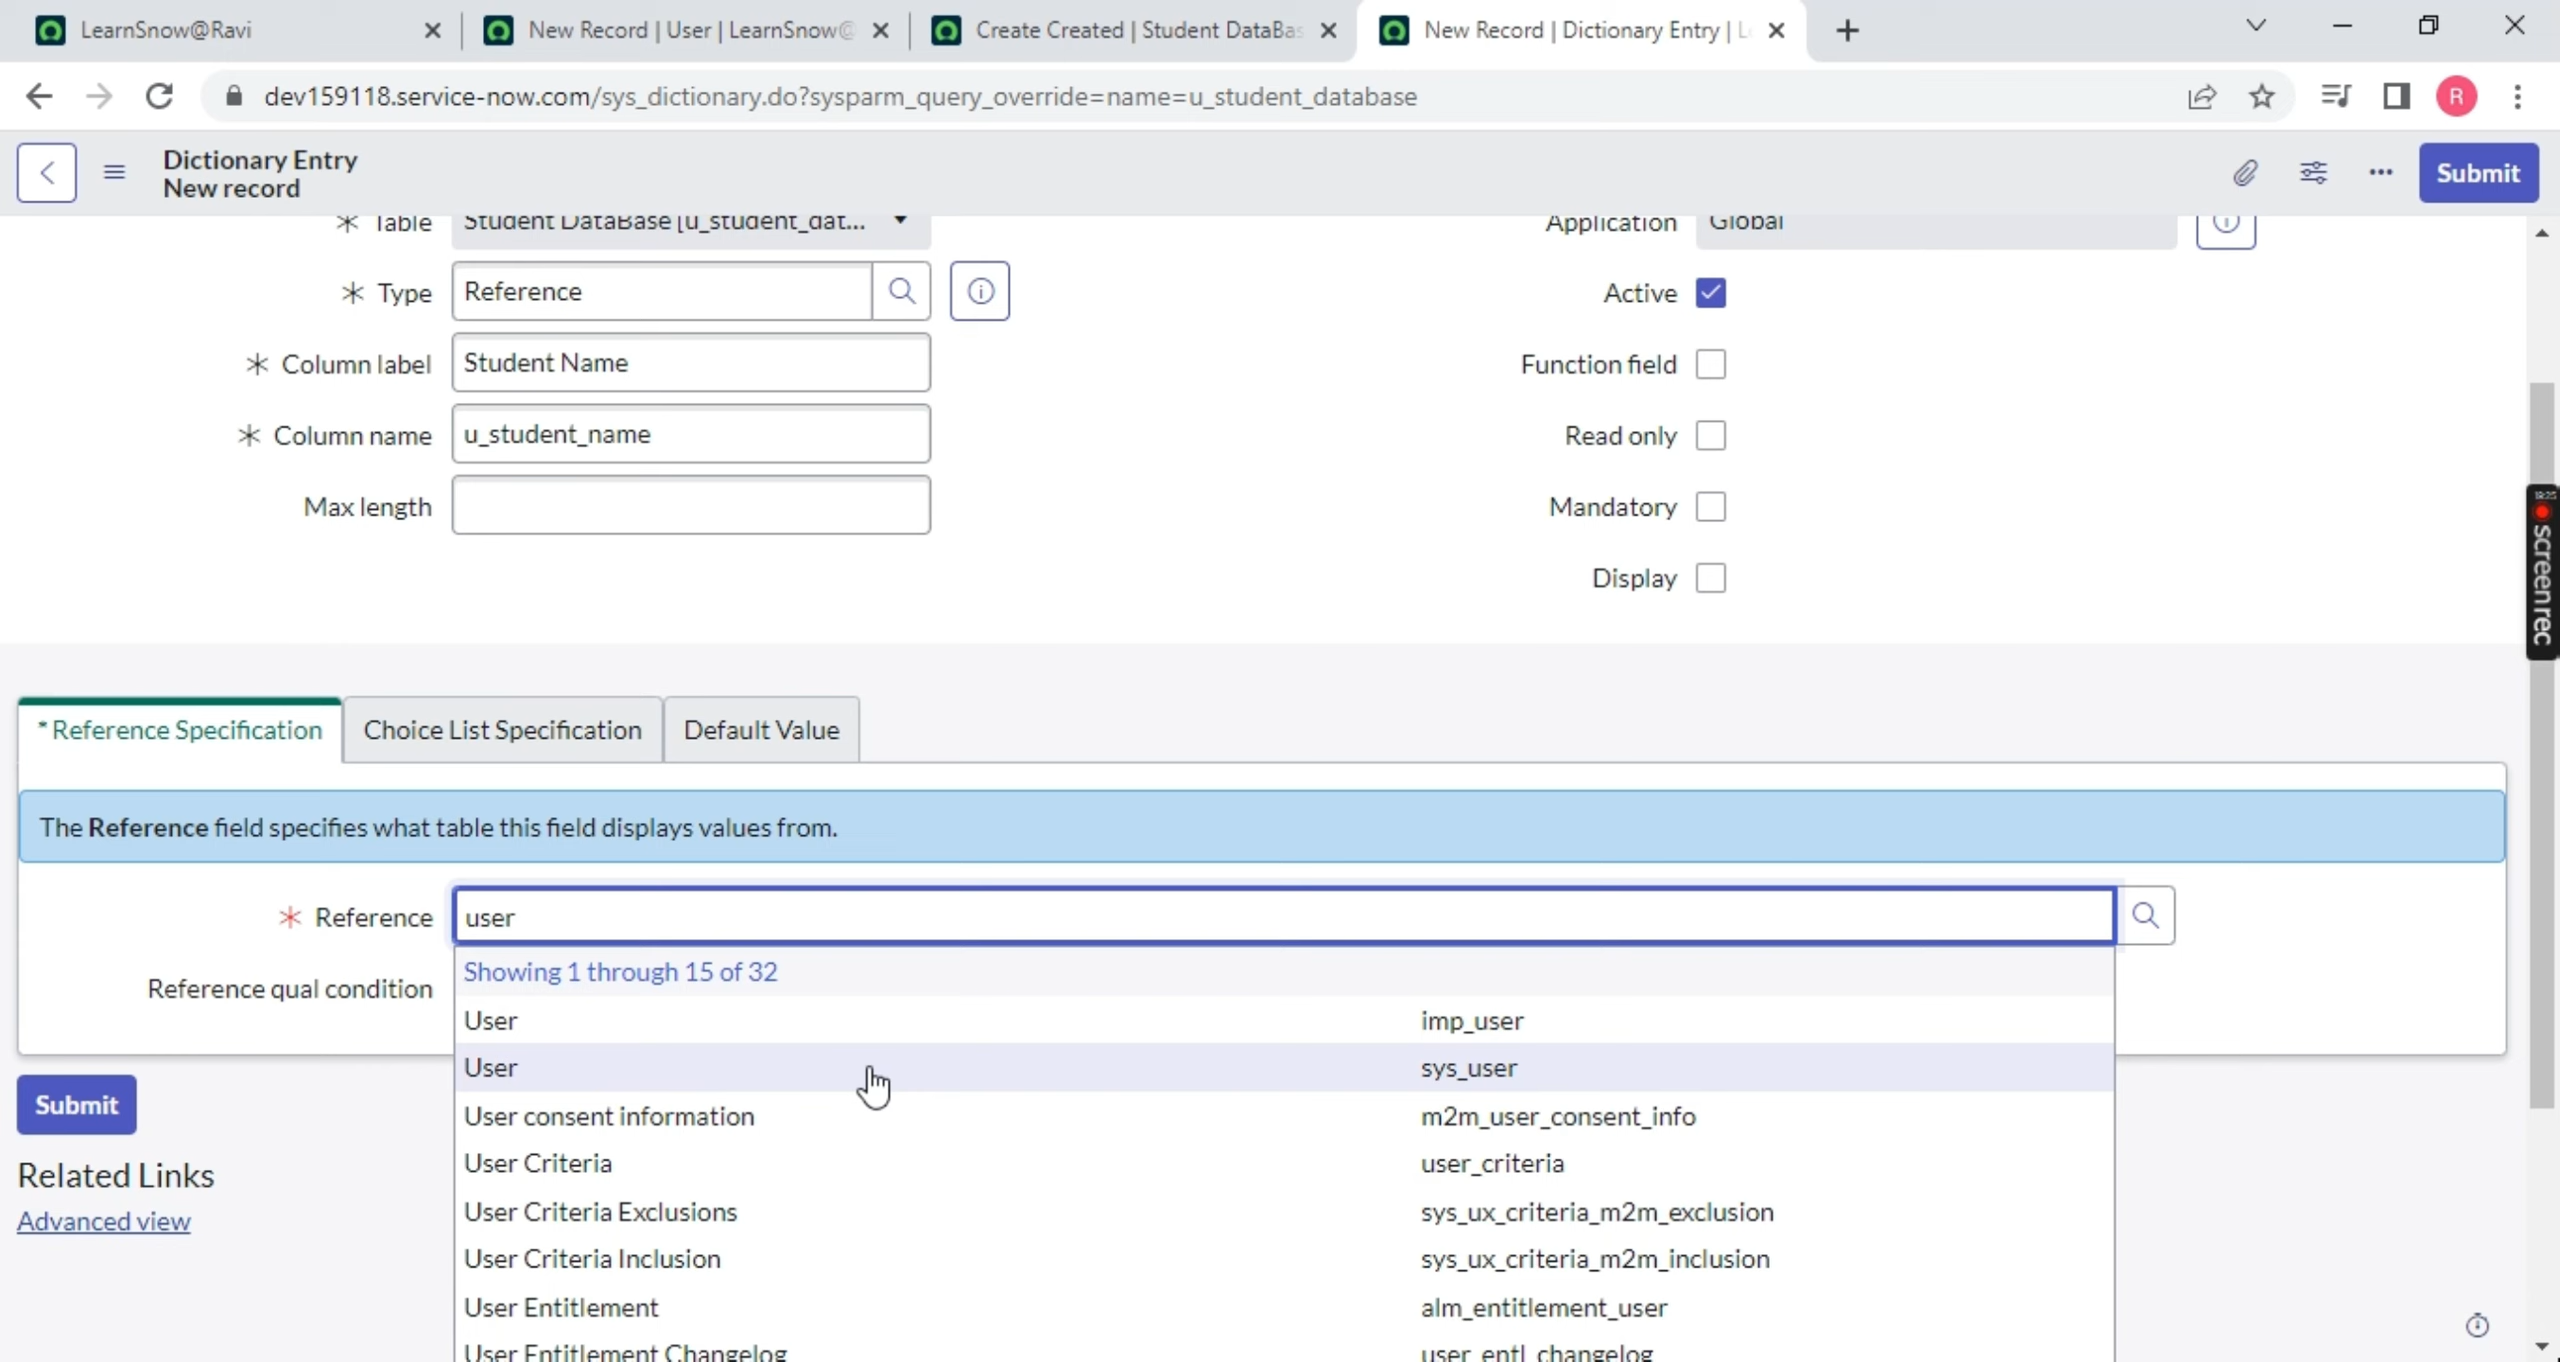 LearnSnow@Ravi
New Record | User | LearnSnow@
Create Created | Student DataBas
New Record | Dictionary Entry | L
dev159118.service-now.com/sys_dictionary.do?sysparm_query_override=name=u_student_database
R
Dictionary Entry
New record
Submit
* Table Student DataBase [u_student_dat...
Application Global
* Type Reference
Active
* Column label Student Name
Function field
* Column name u_student_name
Read only
Max length
Mandatory
Display
screenrec
* Reference Specification
Choice List Specification
Default Value
The Reference field specifies what table this field displays values from.
* Reference user
Reference qual condition
Showing 1 through 15 of 32
User imp_user
User sys_user
User consent information m2m_user_consent_info
User Criteria user_criteria
User Criteria Exclusions sys_ux_criteria_m2m_exclusion
User Criteria Inclusion sys_ux_criteria_m2m_inclusion
User Entitlement alm_entitlement_user
User Entitlement Changelog user_entl_changelog
Submit
Related Links
Advanced view